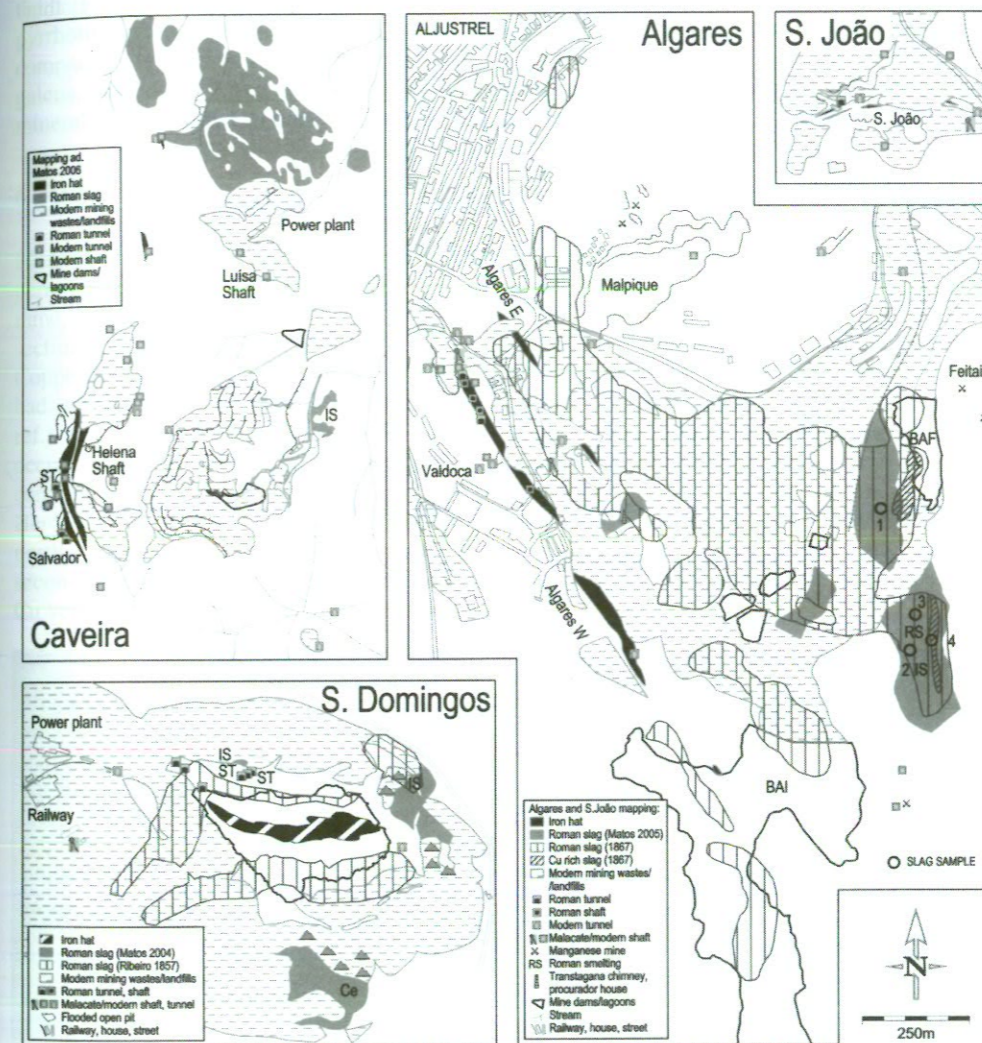 Mapping ad.
Matos 2006
Iron hat
Roman slag
Modern mining
wastes/landfills
Roman tunnel
Modern tunnel
Modern shaft
Mine dams/
lagoons
Stream
Power plant
Luisa
Shaft
IS
Helena
Shaft
ST
Salvador
Caveira
ALJUSTREL
Algares
Algares E
Malpique
Feitai
Valdoca
BAF
1
3
RS
4
2 IS
Algares W
BAI
S. João
S. João
S. Domingos
Power plant
IS
ST
ST
IS
Railway
Ce
Iron hat
Roman slag (Matos 2004)
Roman slag (Ribeiro 1857)
Modern mining wastes/landfills
Roman tunnel, shaft
Malacate/modern shaft, tunnel
Flooded open pit
Railway, house, street
Algares and S.João mapping:
Iron hat
Roman slag (Matos 2005)
Roman slag (1867)
Cu rich slag (1867)
Modern mining wastes/
/landfills
Roman tunnel
Roman shaft
Modern tunnel
Malacate/modern shaft
Manganese mine
RS Roman smelting
Transtagana chimney,
procurador house
Mine dams/lagoons
Stream
Railway, house, street
SLAG SAMPLE
N
250m